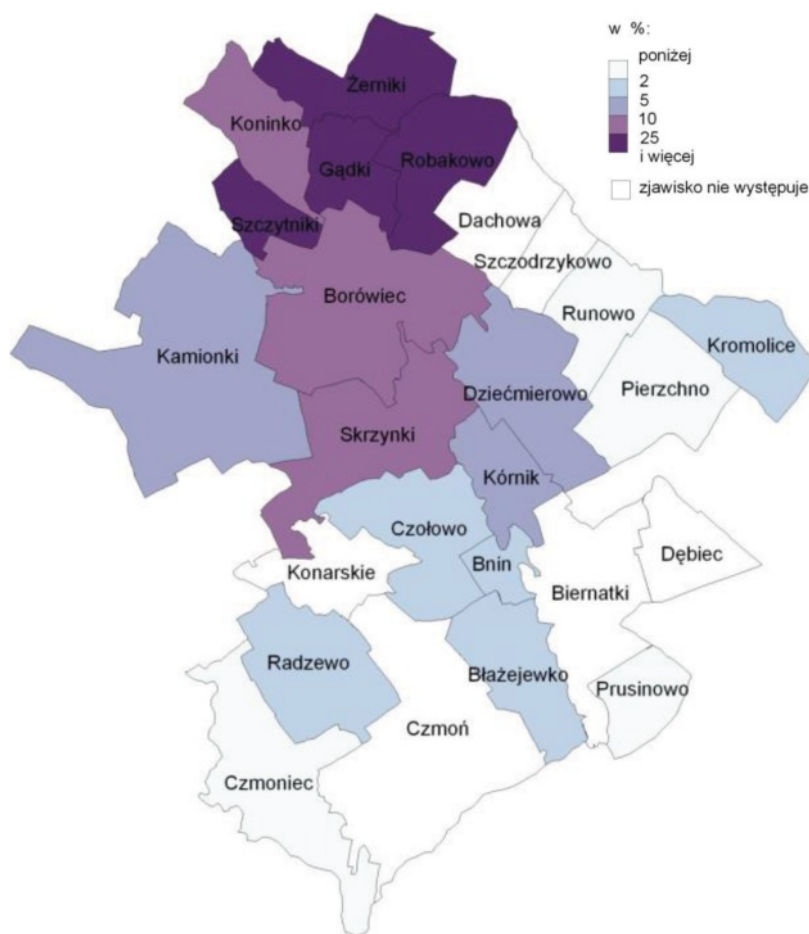 w %:
poniżej
2
5
10
25
i więcej
zjawisko nie występuje
Żerniki
Koninko
Gądki
Robakowo
Szczytniki
Dachowa
Szczodrzykowo
Borówiec
Runowo
Kromolice
Kamionki
Pierzchno
Dziećmierowo
Skrzynki
Kórnik
Czołowo
Dębiec
Bnin
Konarskie
Biernatki
Radzewo
Błażejewko
Prusinowo
Czmoń
Czmoniec